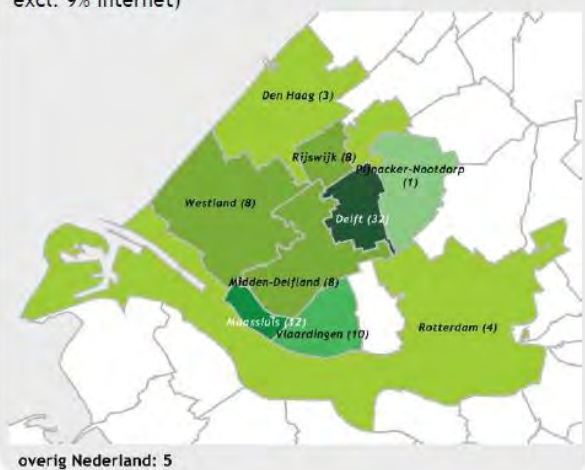 excl. 9% internet)
Den Haag (3)
Rijswijk (8)
Pijnacker-Nootdorp
(1)
Westland (8)
Delft (32)
Midden-Delfland (8)
Maassluis (12)
Vlaardingen (10)
Rotterdam (4)
overig Nederland: 5